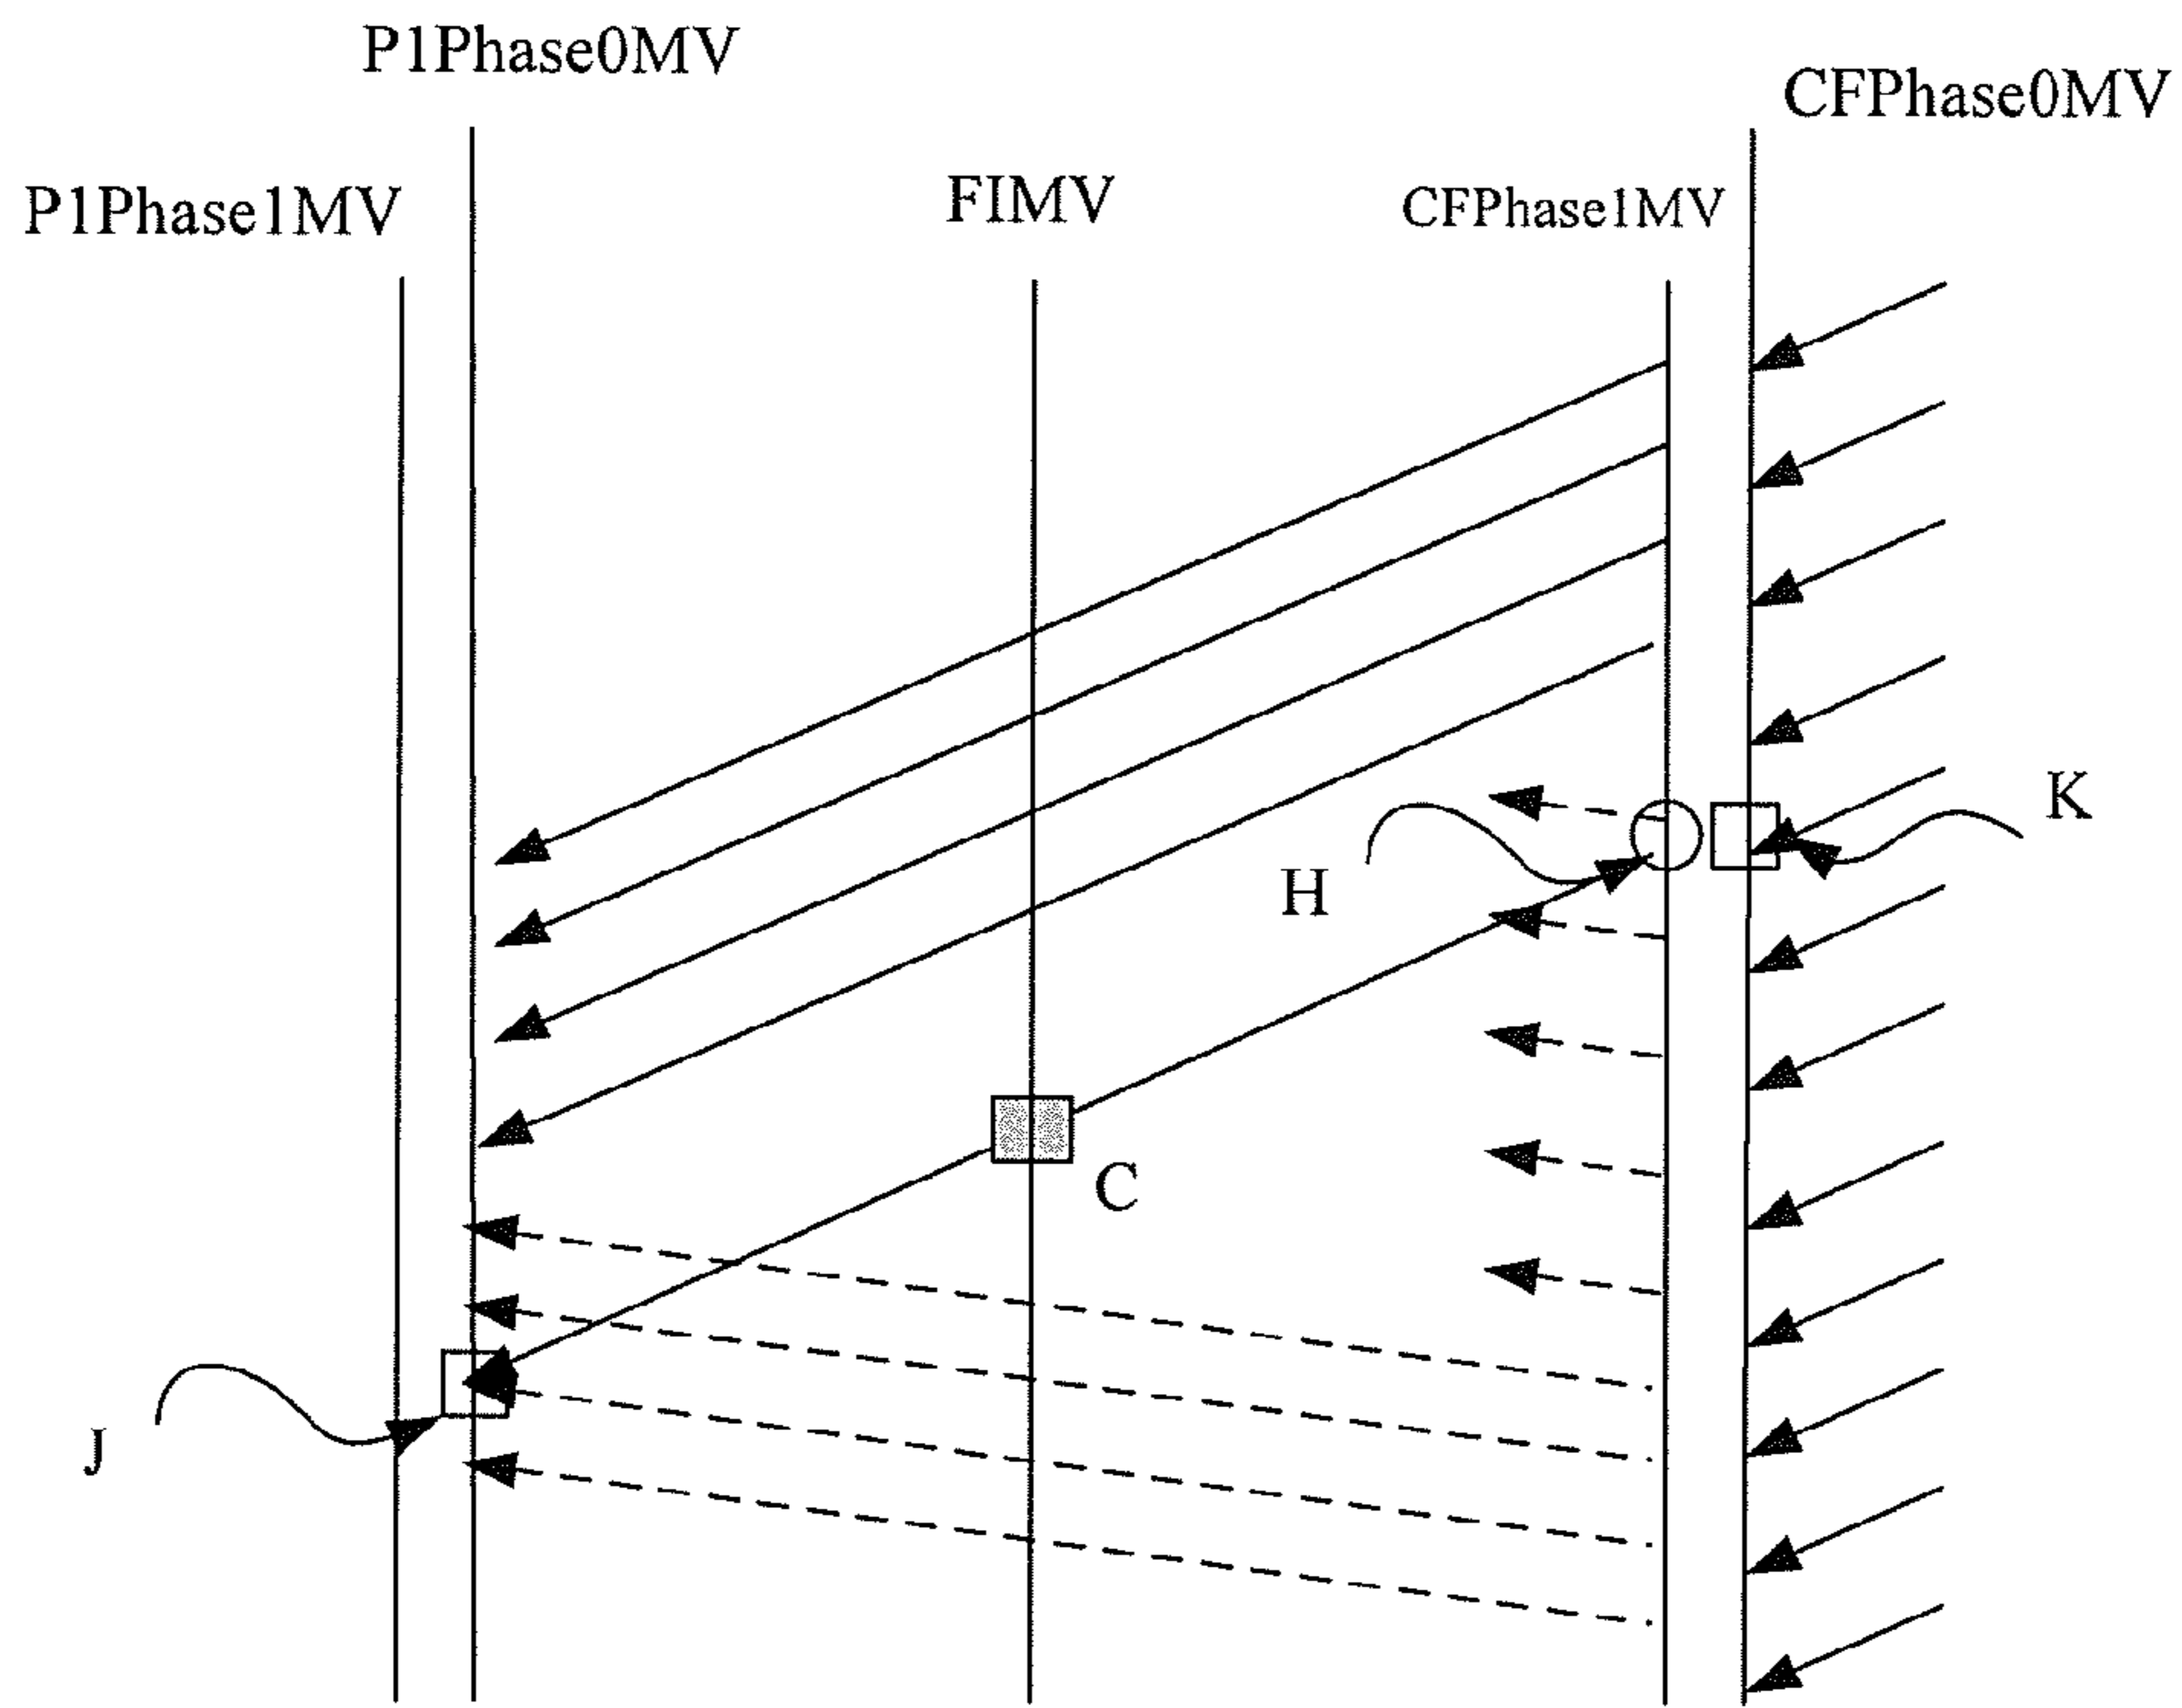 P1Phase0MV
CFPhase0MV
P1Phase1MV
FIMV
CFPhase1MV
K
H
C
J